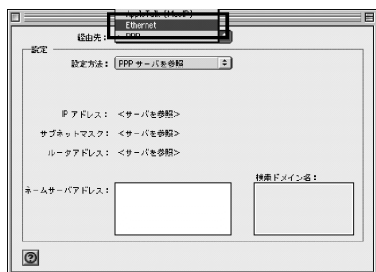 AppleTalk (MacIP)
Ethernet
経由先： PPP
設定
設定方法： PPP サーバを参照
IP アドレス： <サーバを参照>
サブネットマスク： <サーバを参照>
ルータアドレス： <サーバを参照>
ネームサーバアドレス：
検索ドメイン名：